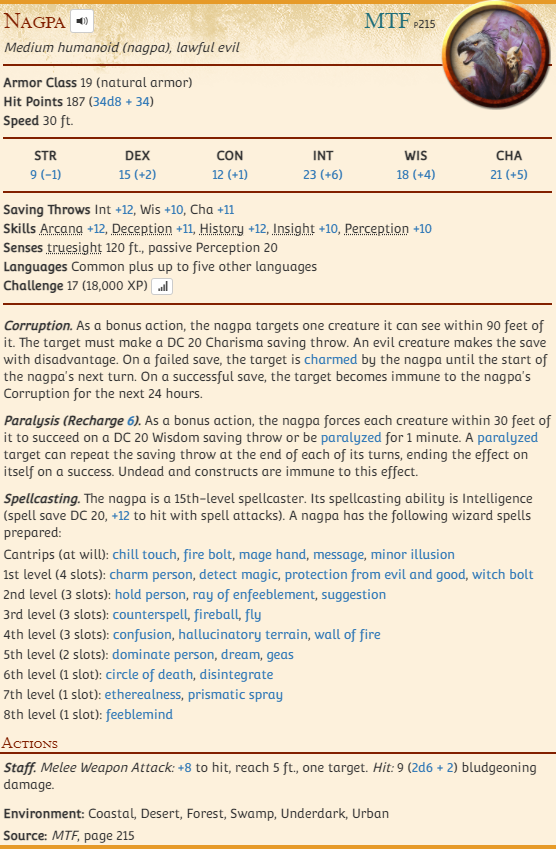 Nagpa MTF p215
Medium humanoid (nagpa), lawful evil
Armor Class 19 (natural armor)
Hit Points 187 (34d8 + 34)
Speed 30 ft.
STR DEX CON INT WIS CHA
9 (−1) 15 (+2) 12 (+1) 23 (+6) 18 (+4) 21 (+5)
Saving Throws Int +12, Wis +10, Cha +11
Skills Arcana +12, Deception +11, History +12, Insight +10, Perception +10
Senses truesight 120 ft., passive Perception 20
Languages Common plus up to five other languages
Challenge 17 (18,000 XP)
Corruption. As a bonus action, the nagpa targets one creature it can see within 90 feet of
it. The target must make a DC 20 Charisma saving throw. An evil creature makes the save
with disadvantage. On a failed save, the target is charmed by the nagpa until the start of
the nagpa's next turn. On a successful save, the target becomes immune to the nagpa's
Corruption for the next 24 hours.
Paralysis (Recharge 6). As a bonus action, the nagpa forces each creature within 30 feet of
it to succeed on a DC 20 Wisdom saving throw or be paralyzed for 1 minute. A paralyzed
target can repeat the saving throw at the end of each of its turns, ending the effect on
itself on a success. Undead and constructs are immune to this effect.
Spellcasting. The nagpa is a 15th-level spellcaster. Its spellcasting ability is Intelligence
(spell save DC 20, +12 to hit with spell attacks). A nagpa has the following wizard spells
prepared:
Cantrips (at will): chill touch, fire bolt, mage hand, message, minor illusion
1st level (4 slots): charm person, detect magic, protection from evil and good, witch bolt
2nd level (3 slots): hold person, ray of enfeeblement, suggestion
3rd level (3 slots): counterspell, fireball, fly
4th level (3 slots): confusion, hallucinatory terrain, wall of fire
5th level (2 slots): dominate person, dream, geas
6th level (1 slot): circle of death, disintegrate
7th level (1 slot): etherealness, prismatic spray
8th level (1 slot): feeblemind
Actions
Staff. Melee Weapon Attack: +8 to hit, reach 5 ft., one target. Hit: 9 (2d6 + 2) bludgeoning
damage.
Environment: Coastal, Desert, Forest, Swamp, Underdark, Urban
Source: MTF, page 215